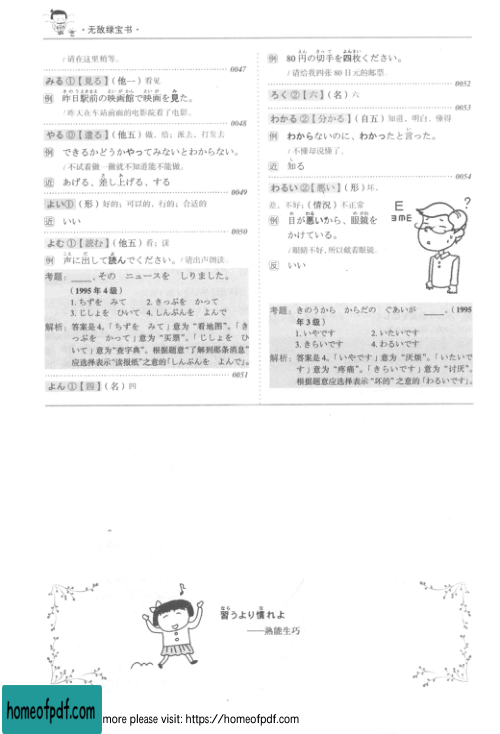 ·无敌绿宝书·
/请在这里稍等。
0047
みる①【見る】(他一)看见
例 昨日駅前の映画館で映画を見た。
/昨天在车站前面的电影院看了电影。
0048
やる⓪【遣る】(他五)做、给；派去、打发去
例 できるかどうかやってみないとわからない。
/不试着做一做就不知道能不能做。
近 あげる、差し上げる、する
0049
よい①(形)好的；可以的，行的；合适的
近 いい
0050
よむ①【読む】(他五)看；读
例 声に出して読んでください。/请出声朗读。
考题：____、その ニュースを しりました。
(1995年4级)
1.ちずを みて 2.きっぷを かって
3.じしょを ひいて 4.しんぶんを よんで
解析：答案是4。「ちずを みて」意为"看地图"。「き
っぷを かって」意为"买票"。「じしょを ひ
いて」意为"查字典"。根据题意"了解到那条消息"
应选择表示"读报纸"之意的「しんぶんを よんで」。
0051
よん①【四】(名)四
例 80円の切手を四枚ください。
/请给我四张80日元的邮票。
0052
ろく②【六】(名)六
0053
わかる②【分かる】(自五)知道，明白，懂得
例 わからないのに、わかったと言った。
/不懂却说懂了。
近 知る
0054
わるい②【悪い】(形)坏，
差，不好；(情况)不正常
例 目が悪いから、眼鏡を
かけている。
/眼睛不好，所以戴着眼镜。
反 いい
E
ヨME
?
考题：きのうから からだの ぐあいが ____。(1995
年3级)
1.いやです 2.いたいです
3.きらいです 4.わるいです
解析：答案是4。「いやです」意为"厌烦"。「いたいで
す」意为"疼痛"。「きらいです」意为"讨厌"。
根据题意应选择表示"坏的"之意的「わるいです」。
習うより慣れよ
——熟能生巧
homeofpdf.com
more please visit: https://homeofpdf.com